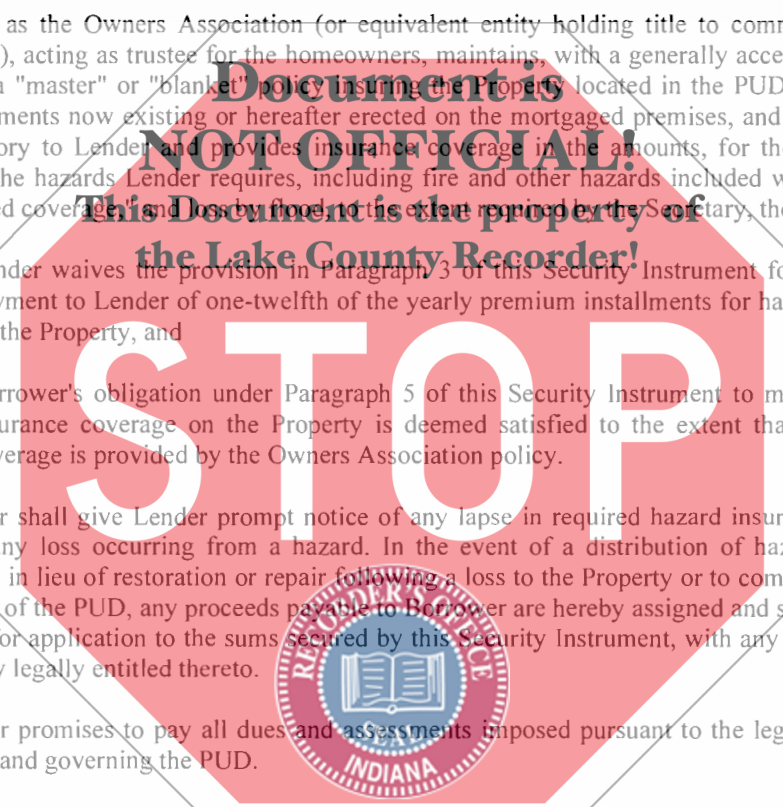 as the Owners Association (or equivalent entity holding title to comm
), acting as trustee for the homeowners, maintains, with a generally acce
a "master" or "blanket" policy insuring the Property located in the PUD
ments now existing or hereafter erected on the mortgaged premises, and
ory to Lender and provides insurance coverage in the amounts, for th
he hazards Lender requires, including fire and other hazards included w
ed coverage," and loss by flood, to the extent required by the Secretary, the
Document is
NOT OFFICIAL!
This Document is the property of
the Lake County Recorder!
nder waives the provision in Paragraph 3 of this Security Instrument fo
yment to Lender of one-twelfth of the yearly premium installments for ha
the Property, and
STOP
rrower's obligation under Paragraph 5 of this Security Instrument to m
urance coverage on the Property is deemed satisfied to the extent tha
verage is provided by the Owners Association policy.
r shall give Lender prompt notice of any lapse in required hazard insur
ny loss occurring from a hazard. In the event of a distribution of haz
in lieu of restoration or repair following a loss to the Property or to com
of the PUD, any proceeds payable to Borrower are hereby assigned and s
or application to the sums secured by this Security Instrument, with any
y legally entitled thereto.
RECORDER'S OFFICE
SEAL
INDIANA
r promises to pay all dues and assessments imposed pursuant to the leg
and governing the PUD.